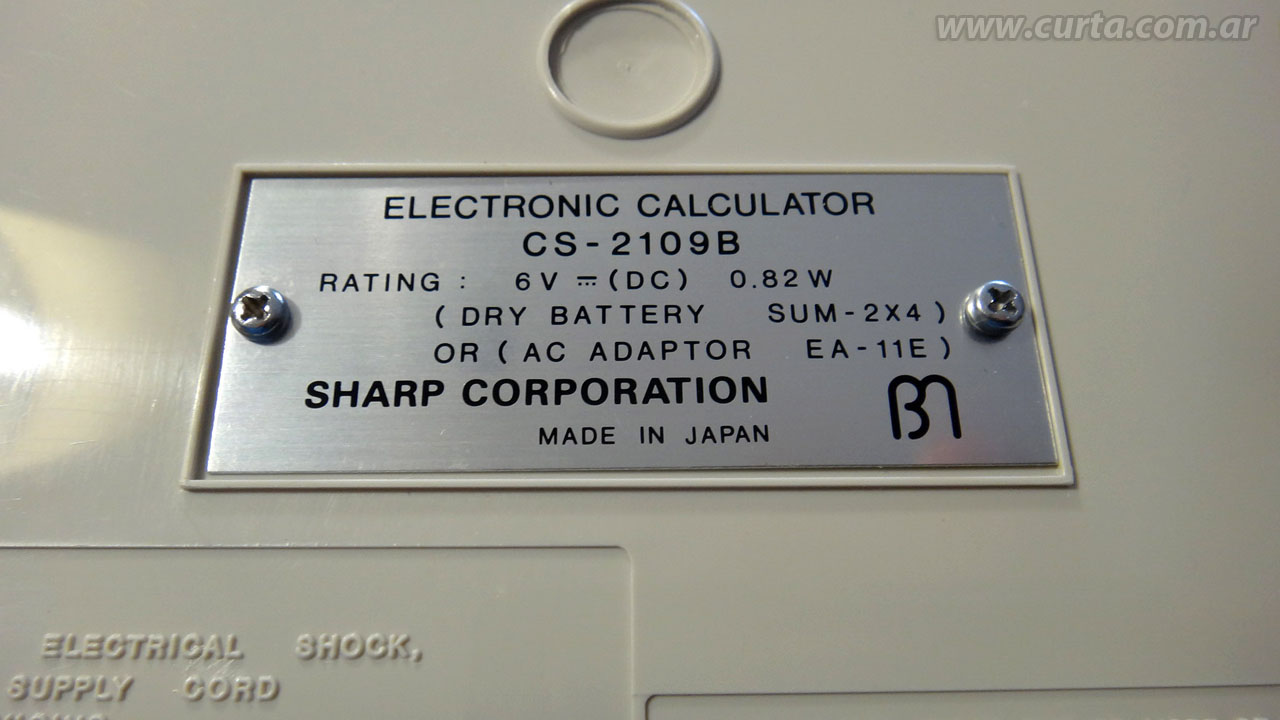 www.curta.com.ar
ELECTRONIC CALCULATOR
CS-2109B
RATING : 6V ⎓ (DC) 0.82W
(DRY BATTERY SUM-2X4)
OR (AC ADAPTOR EA-11E)
SHARP CORPORATION
MADE IN JAPAN
ELECTRICAL SHOCK,
SUPPLY CORD